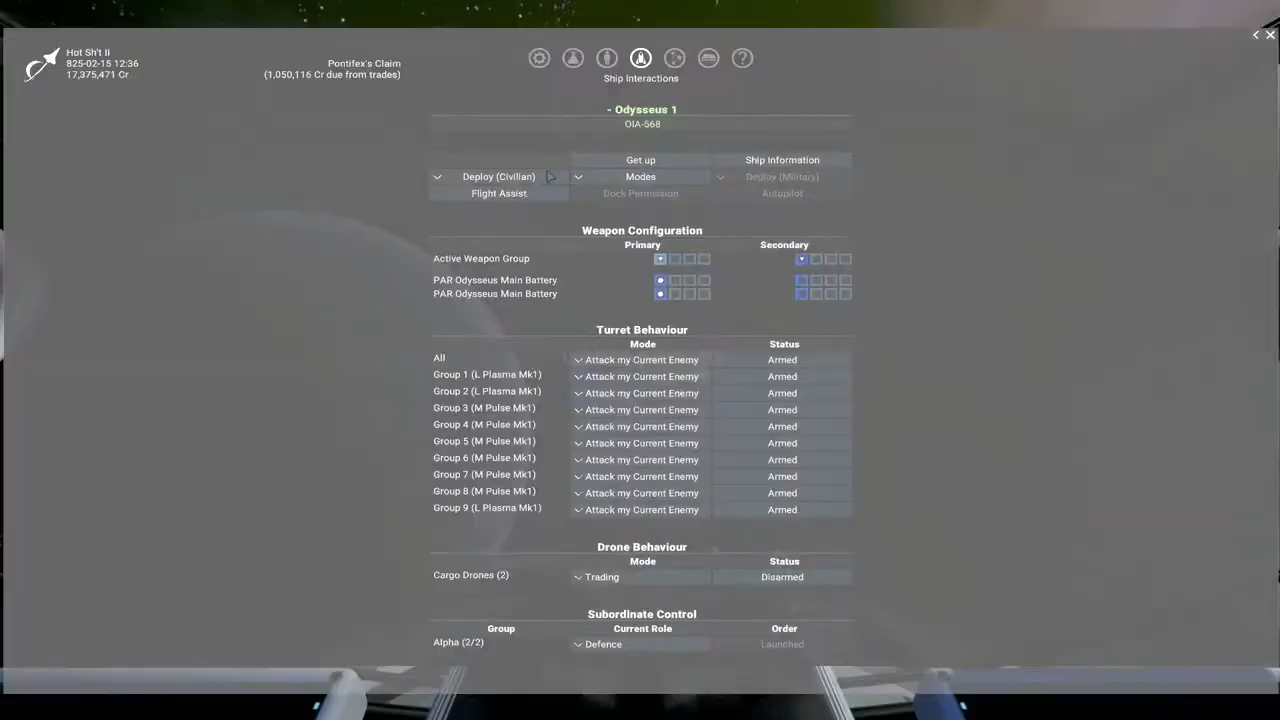 Hot Sh't II
825-02-15 12:36
17,375,471 Cr
Pontifex's Claim
(1,050,116 Cr due from trades)
?
Ship Interactions
- Odysseus 1
OIA-568
Get up Ship Information
Deploy (Civilian) Modes Deploy (Military)
Flight Assist Dock Permission Autopilot
Weapon Configuration
Primary Secondary
Active Weapon Group
PAR Odysseus Main Battery
PAR Odysseus Main Battery
Turret Behaviour
Mode Status
All Attack my Current Enemy Armed
Group 1 (L Plasma Mk1) Attack my Current Enemy Armed
Group 2 (L Plasma Mk1) Attack my Current Enemy Armed
Group 3 (M Pulse Mk1) Attack my Current Enemy Armed
Group 4 (M Pulse Mk1) Attack my Current Enemy Armed
Group 5 (M Pulse Mk1) Attack my Current Enemy Armed
Group 6 (M Pulse Mk1) Attack my Current Enemy Armed
Group 7 (M Pulse Mk1) Attack my Current Enemy Armed
Group 8 (M Pulse Mk1) Attack my Current Enemy Armed
Group 9 (L Plasma Mk1) Attack my Current Enemy Armed
Drone Behaviour
Mode Status
Cargo Drones (2) Trading Disarmed
Subordinate Control
Group Current Role Order
Alpha (2/2) Defence Launched